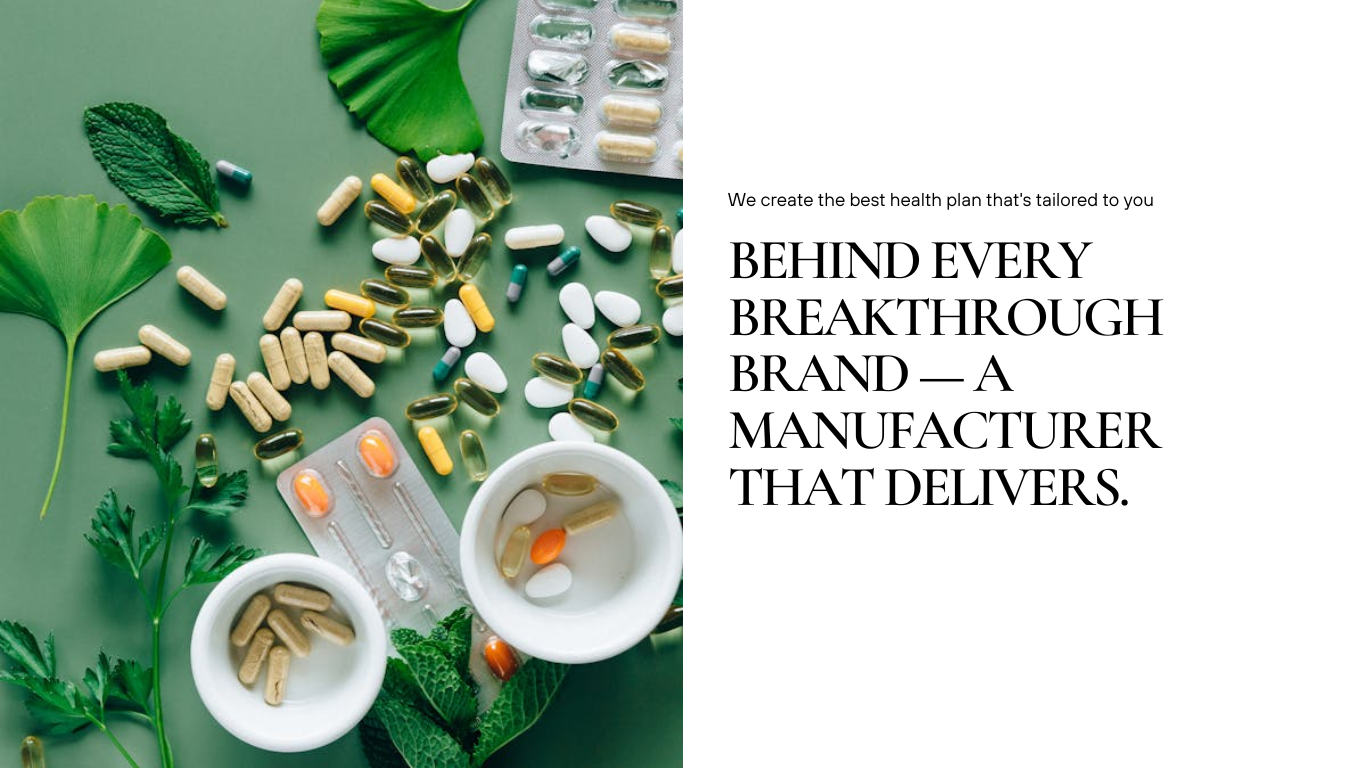 We create the best health plan that's tailored to you
BEHIND EVERY
BREAKTHROUGH
BRAND — A
MANUFACTURER
THAT DELIVERS.